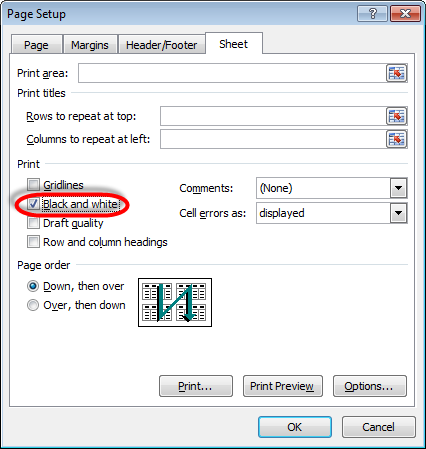 Page Setup
Page Margins Header/Footer Sheet
Print area:
Print titles
Rows to repeat at top:
Columns to repeat at left:
Print
Gridlines Comments: (None)
Black and white Cell errors as: displayed
Draft quality
Row and column headings
Page order
Down, then over
Over, then down
Print... Print Preview Options...
OK Cancel